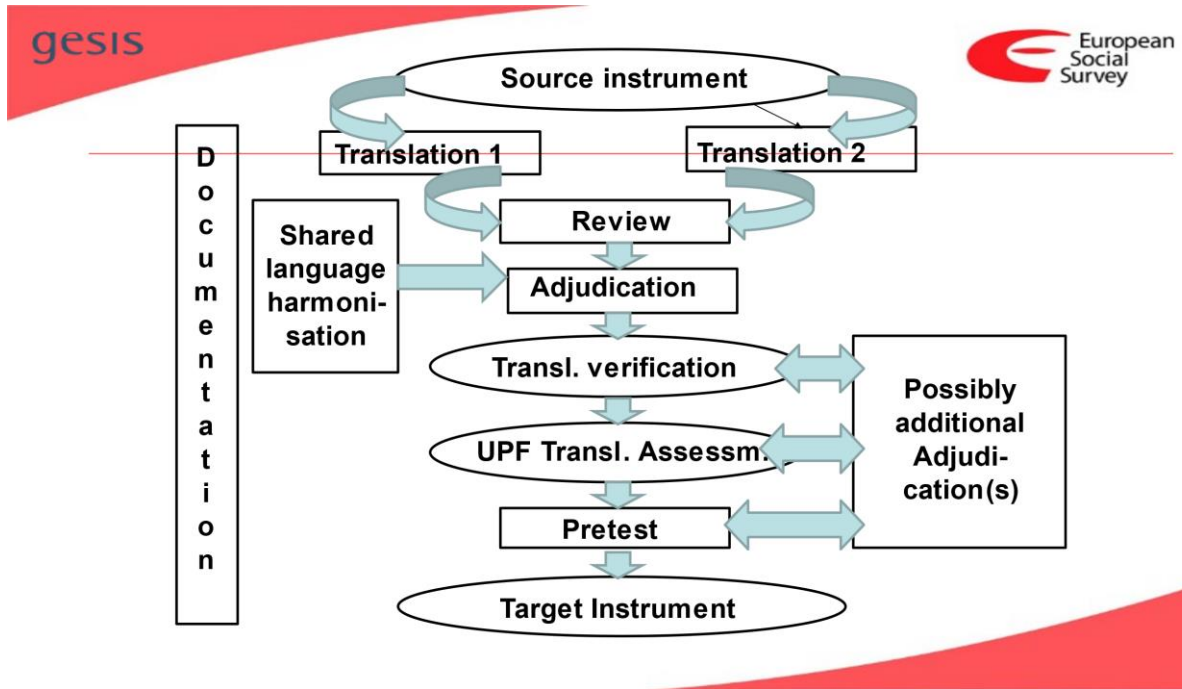 gesis
European
Social
Survey
Source instrument
Translation 1
Translation 2
Review
Shared
language
harmoni-
sation
Adjudication
Transl. verification
UPF Transl. Assessm.
Pretest
Target Instrument
Possibly
additional
Adjudi-
cation(s)
D
o
c
u
m
e
n
t
a
t
i
o
n